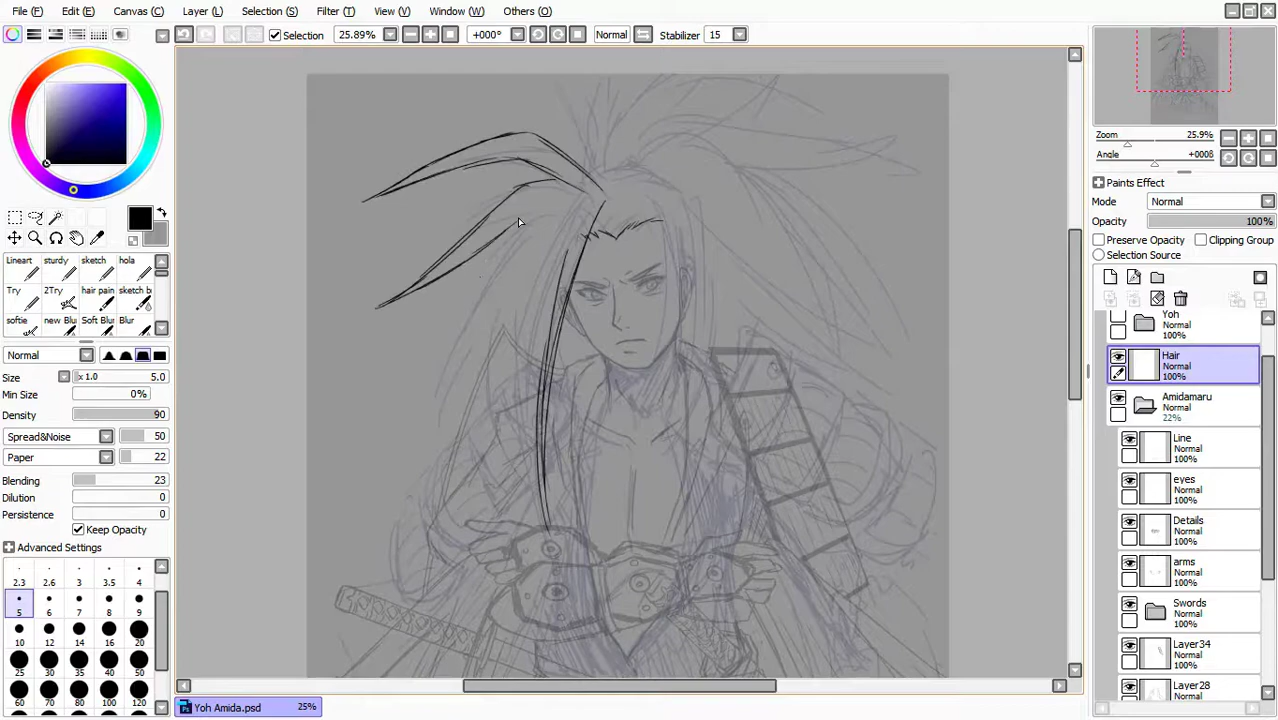 File (F) Edit (E) Canvas (C) Layer (L) Selection (S) Filter (T) View (V) Window (W) Others (O)
Selection 25.89% +000° Normal Stabilizer 15
Zoom 25.9%
Angle +0008
Paints Effect
Mode Normal
Opacity 100%
Preserve Opacity Clipping Group
Selection Source
Lineart sturdy sketch hola
Try 2Try hair pain sketch b
softie new Blu Soft Blu Blur
Normal
Size x 1.0 5.0
Min Size 0%
Density 90
Spread&Noise 50
Paper 22
Blending 23
Dilution 0
Persistence 0
Keep Opacity
Advanced Settings
2.3 2.6 3 3.5 4
5 6 7 8 9
10 12 14 16 20
25 30 35 40 50
60 70 80 100 120
Yoh
Normal
100%
Hair
Normal
100%
Amidamaru
Normal
22%
Line
Normal
100%
eyes
Normal
100%
Details
Normal
100%
arms
Normal
100%
Swords
Normal
100%
Layer34
Normal
100%
Layer28
Normal
Yoh Amida.psd 25%